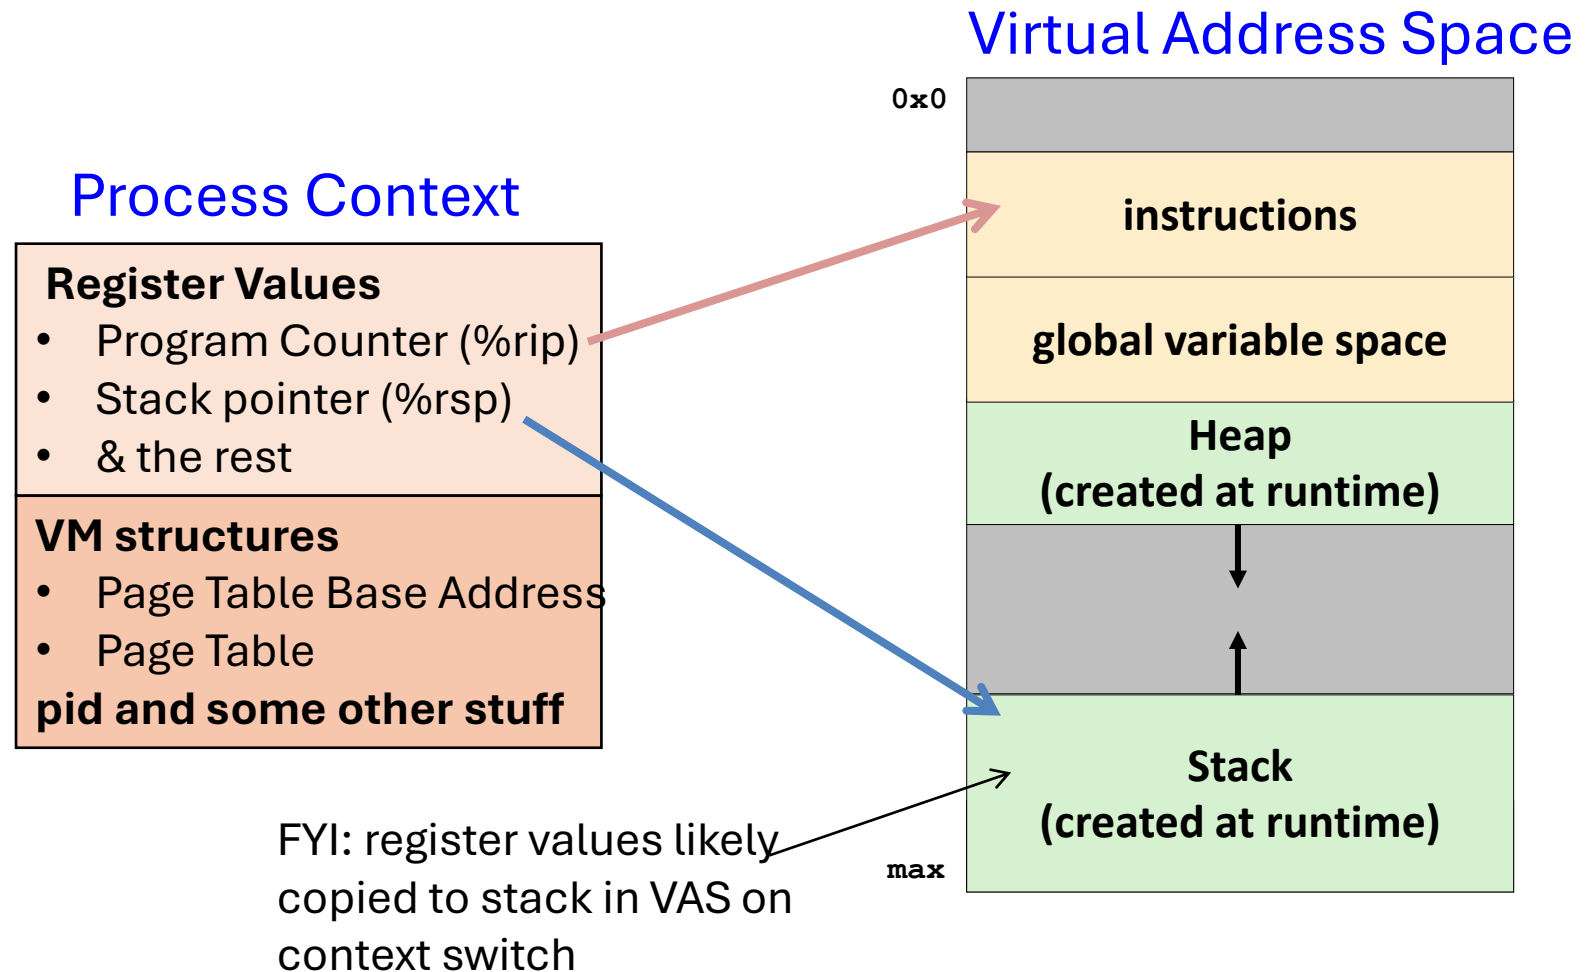 Virtual Address Space
0x0
instructions
global variable space
Heap
(created at runtime)
Stack
(created at runtime)
max
Process Context
Register Values
• Program Counter (%rip)
• Stack pointer (%rsp)
• & the rest
VM structures
• Page Table Base Address
• Page Table
pid and some other stuff
FYI: register values likely
copied to stack in VAS on
context switch